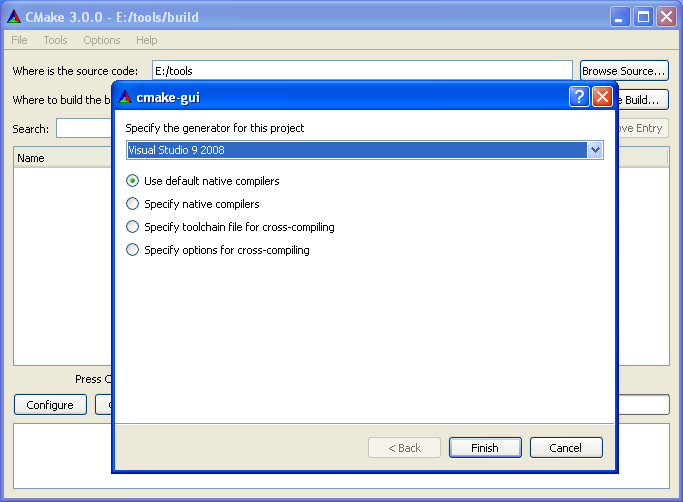 CMake 3.0.0 - E:/tools/build
File Tools Options Help
Where is the source code: E:/tools Browse Source...
cmake-gui
Where to build the b Build...
Search:
Specify the generator for this project
Entry
Visual Studio 9 2008
Name
Use default native compilers
Specify native compilers
Specify toolchain file for cross-compiling
Specify options for cross-compiling
Press
Configure
< Back Finish Cancel